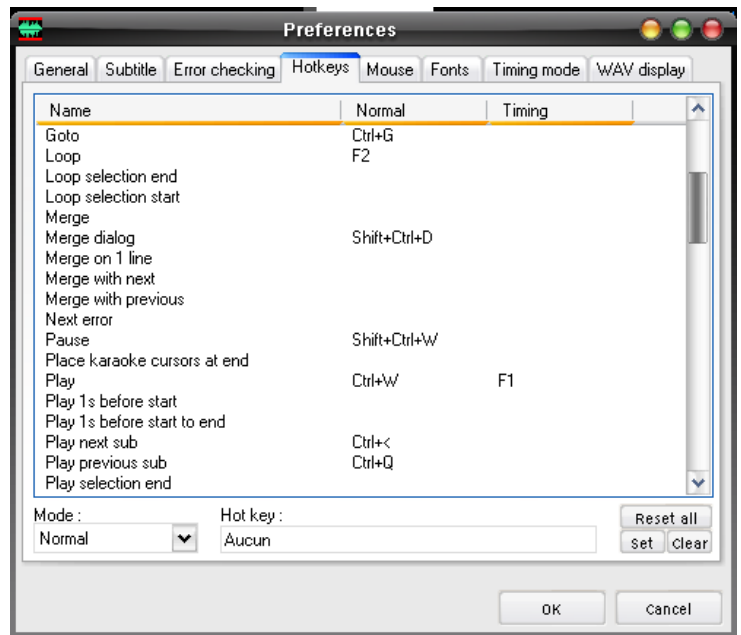 Preferences
General Subtitle Error checking Hotkeys Mouse Fonts Timing mode WAV display
Name Normal Timing
Goto Ctrl+G
Loop F2
Loop selection end
Loop selection start
Merge
Merge dialog Shift+Ctrl+D
Merge on 1 line
Merge with next
Merge with previous
Next error
Pause Shift+Ctrl+W
Place karaoke cursors at end
Play Ctrl+W F1
Play 1s before start
Play 1s before start to end
Play next sub Ctrl+<
Play previous sub Ctrl+Q
Play selection end
Mode : Hot key : Reset all
Normal Aucun Set Clear
OK Cancel